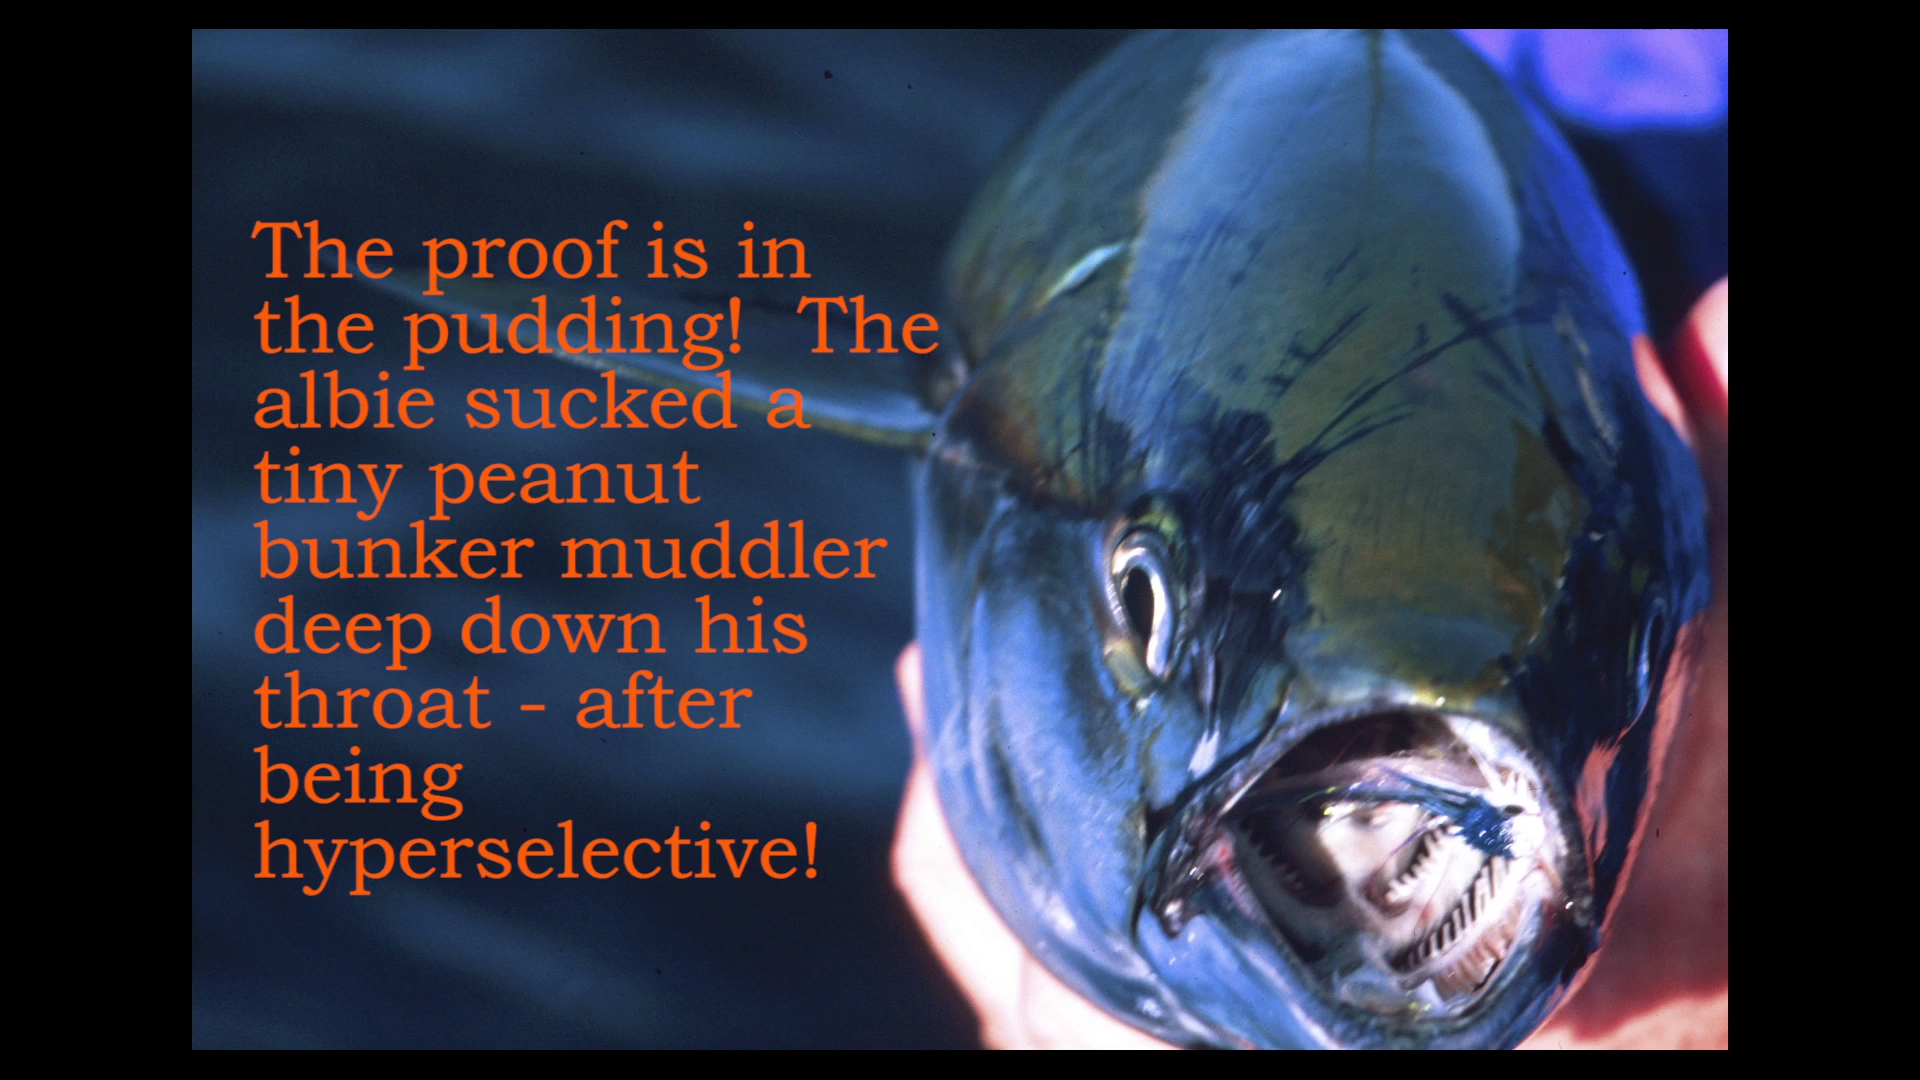 The proof is in
the pudding!  The
albie sucked a
tiny peanut
bunker muddler
deep down his
throat - after
being
hyperselective!